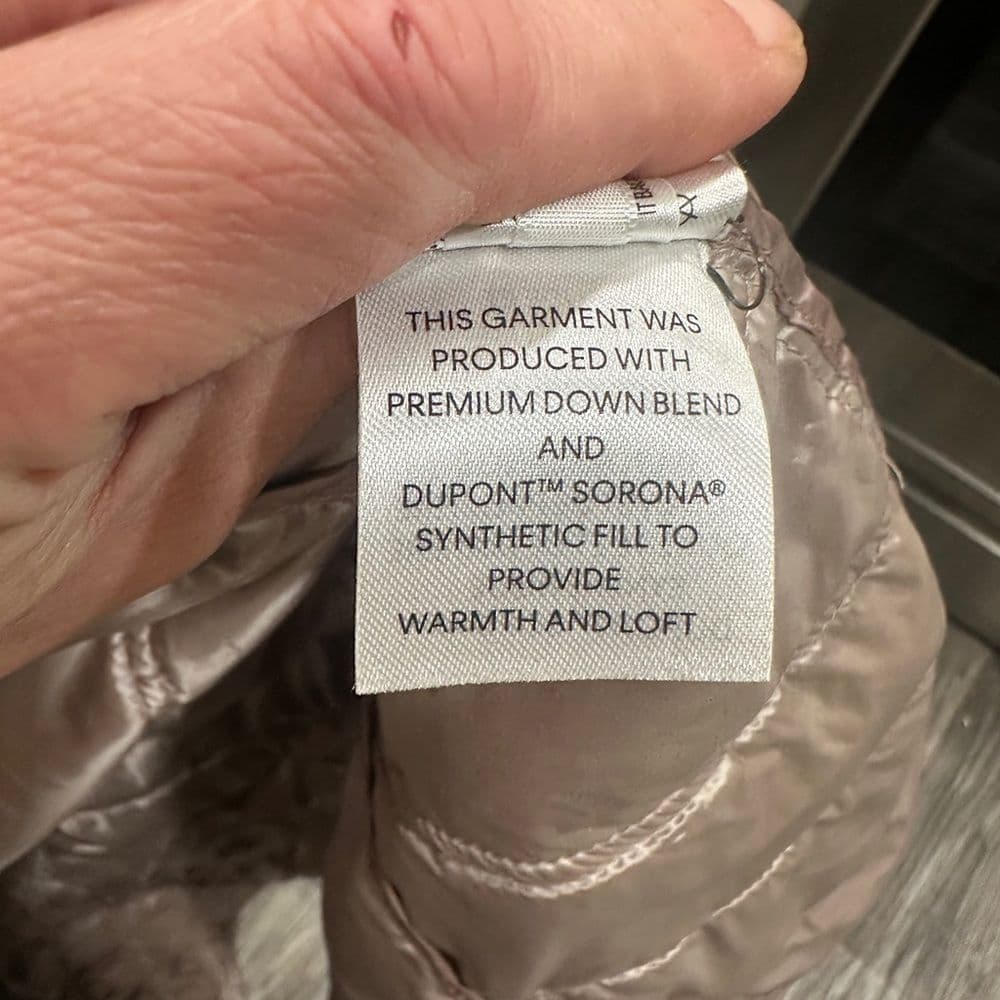 THIS GARMENT WAS
PRODUCED WITH
PREMIUM DOWN BLEND
AND
DUPONT™ SORONA®
SYNTHETIC FILL TO
PROVIDE
WARMTH AND LOFT